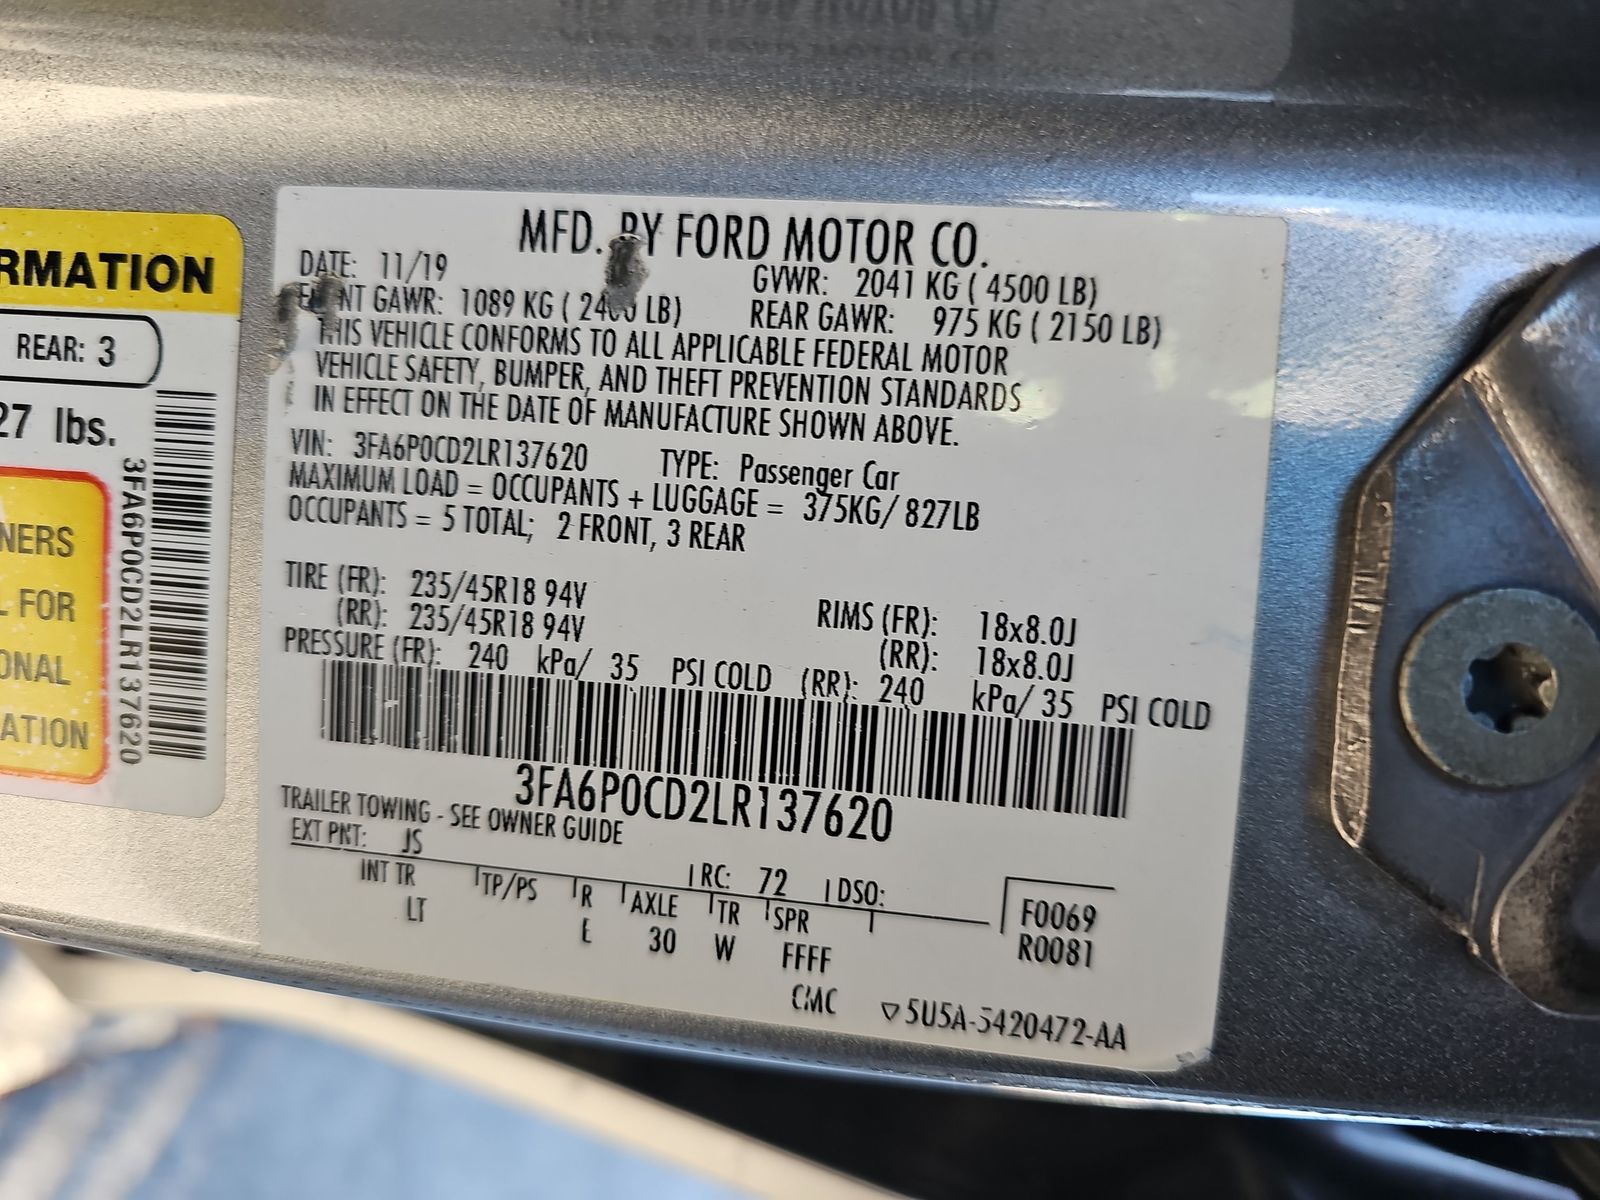 RMATION
REAR: 3
27 lbs.
NERS
L FOR
ONAL
ATION
3FA6P0CD2LR137620
MFD. BY FORD MOTOR CO.
DATE: 11/19 GVWR: 2041 KG ( 4500 LB)
GAWR: 1089 KG ( LB) REAR GAWR: 975 KG ( 2150 LB)
THIS VEHICLE CONFORMS TO ALL APPLICABLE FEDERAL MOTOR
VEHICLE SAFETY, BUMPER, AND THEFT PREVENTION STANDARDS
IN EFFECT ON THE DATE OF MANUFACTURE SHOWN ABOVE.
VIN: 3FA6P0CD2LR137620 TYPE: Passenger Car
MAXIMUM LOAD = OCCUPANTS + LUGGAGE = 375KG/ 827LB
OCCUPANTS = 5 TOTAL; 2 FRONT, 3 REAR
TIRE (FR): 235/45R18 94V RIMS (FR): 18x8.0J
(RR): 235/45R18 94V (RR): 18x8.0J
PRESSURE (FR): 240 kPa/ 35 PSI COLD (RR): 240 kPa/ 35 PSI COLD
3FA6P0CD2LR137620
TRAILER TOWING - SEE OWNER GUIDE
EXT PNT: JS RC: 72 DSO:
INT TR TP/PS R AXLE TR SPR F0069
LT E 30 W FFFF R0081
CMC ▽5U5A-5420472-AA